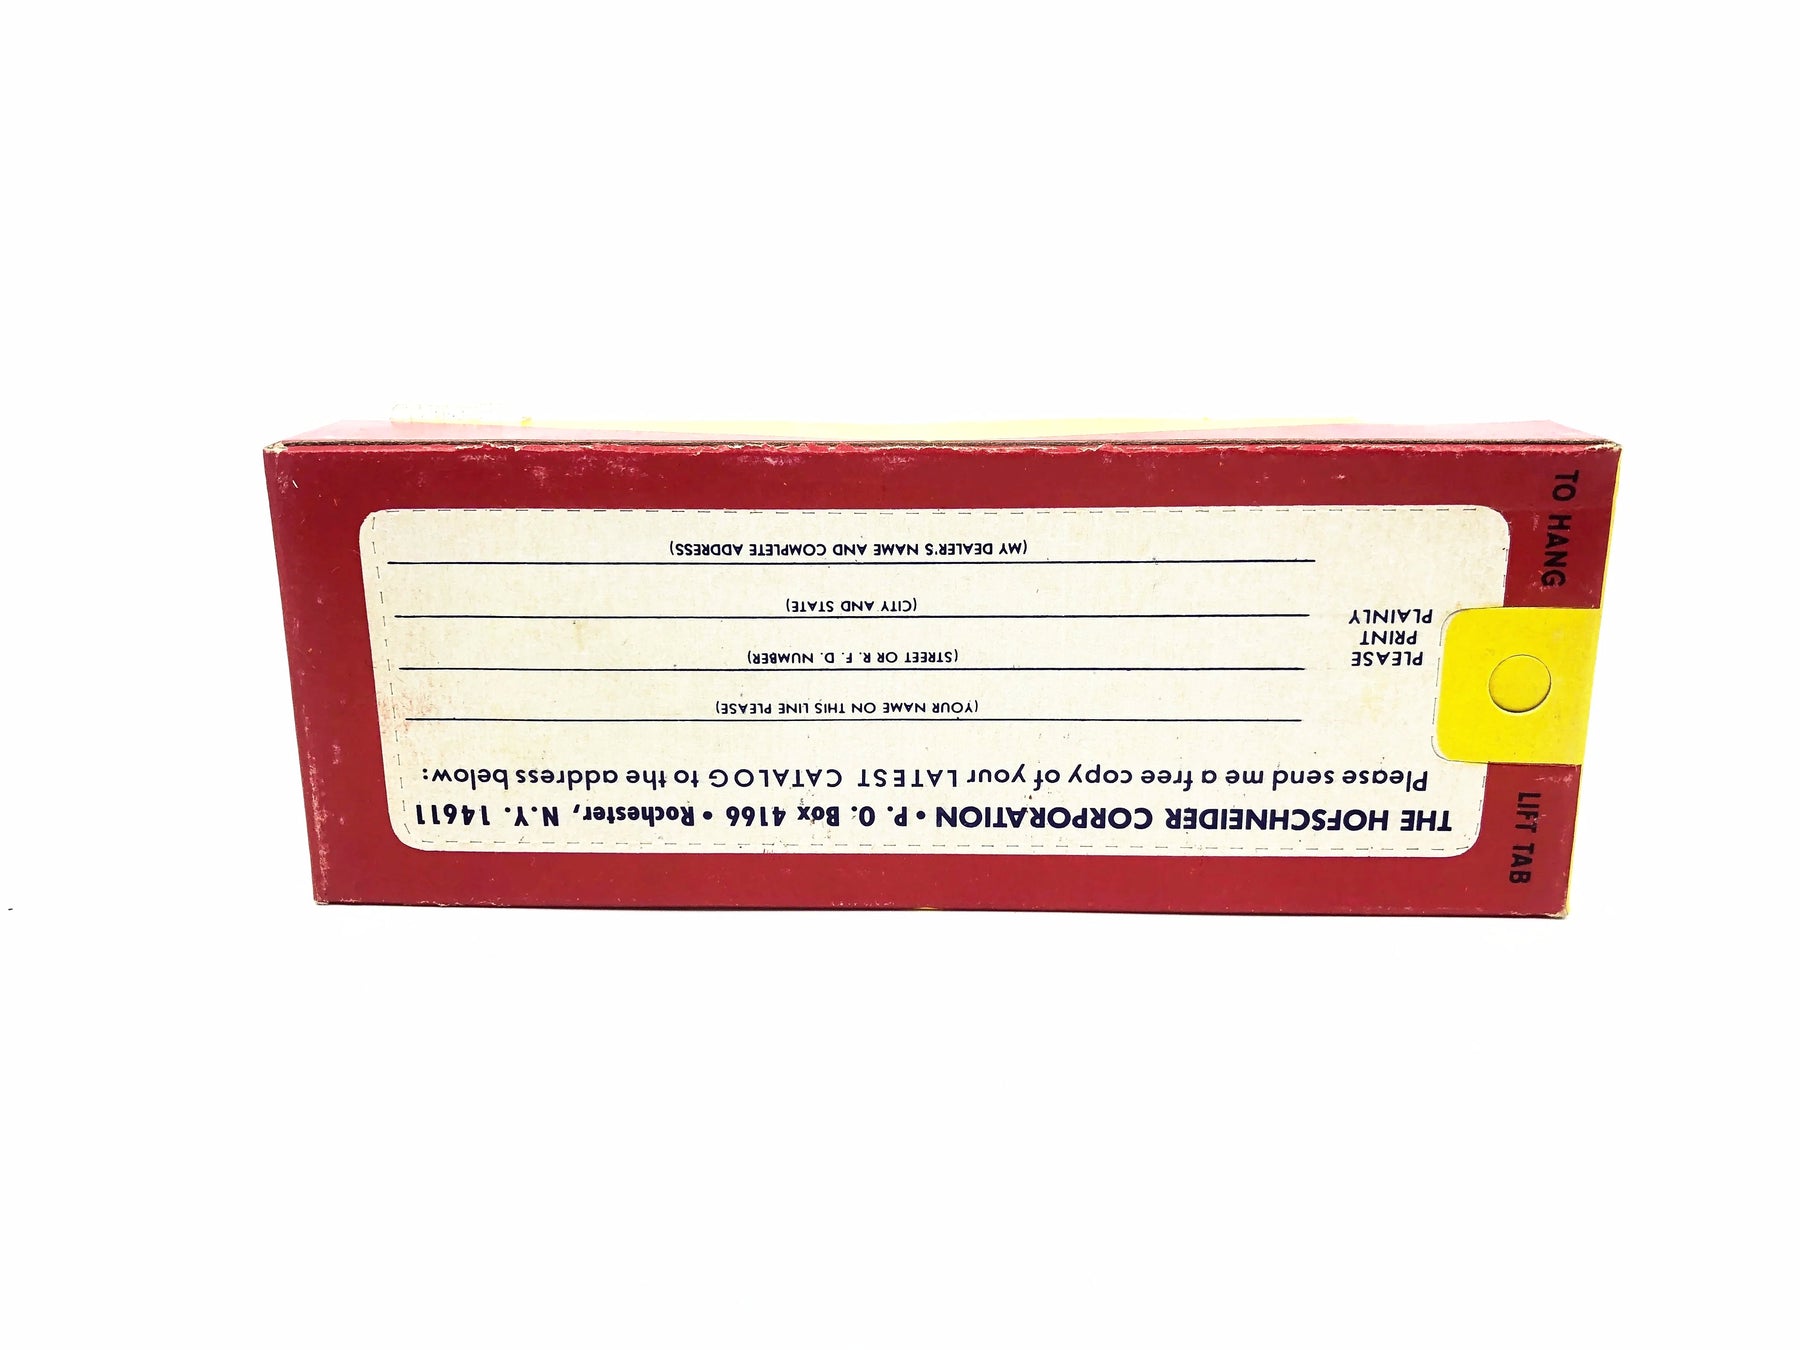 THE HOFSCHNEIDER CORPORATION • P. O. Box 4166 • Rochester, N.Y. 14611
Please send me a free copy of your LATEST CATALOG to the address below:
(YOUR NAME ON THIS LINE PLEASE)
PLEASE
PRINT
PLAINLY
(STREET OR R. F. D. NUMBER)
(CITY AND STATE)
(MY DEALER'S NAME AND COMPLETE ADDRESS)
TO HANG
LIFT TAB